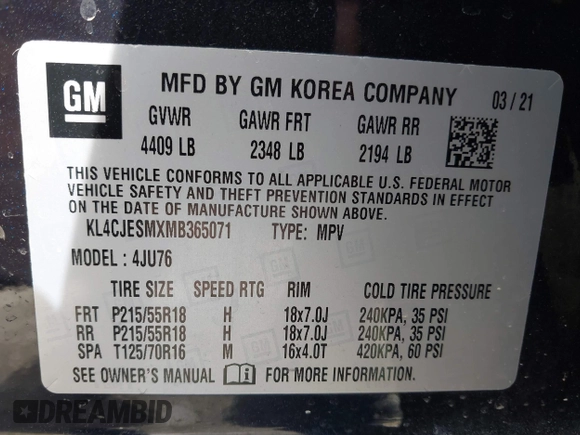 GM
MFD BY GM KOREA COMPANY 03 / 21
GVWR GAWR FRT GAWR RR
4409 LB 2348 LB 2194 LB
THIS VEHICLE CONFORMS TO ALL APPLICABLE U.S. FEDERAL MOTOR
VEHICLE SAFETY AND THEFT PREVENTION STANDARDS IN EFFECT
ON THE DATE OF MANUFACTURE SHOWN ABOVE.
KL4CJESMXMB365071 TYPE: MPV
MODEL : 4JU76
TIRE SIZE SPEED RTG RIM COLD TIRE PRESSURE
FRT P215/55R18 H 18x7.0J 240KPA, 35 PSI
RR P215/55R18 H 18x7.0J 240KPA, 35 PSI
SPA T125/70R16 M 16x4.0T 420KPA, 60 PSI
SEE OWNER'S MANUAL FOR MORE INFORMATION.
DREAMBID